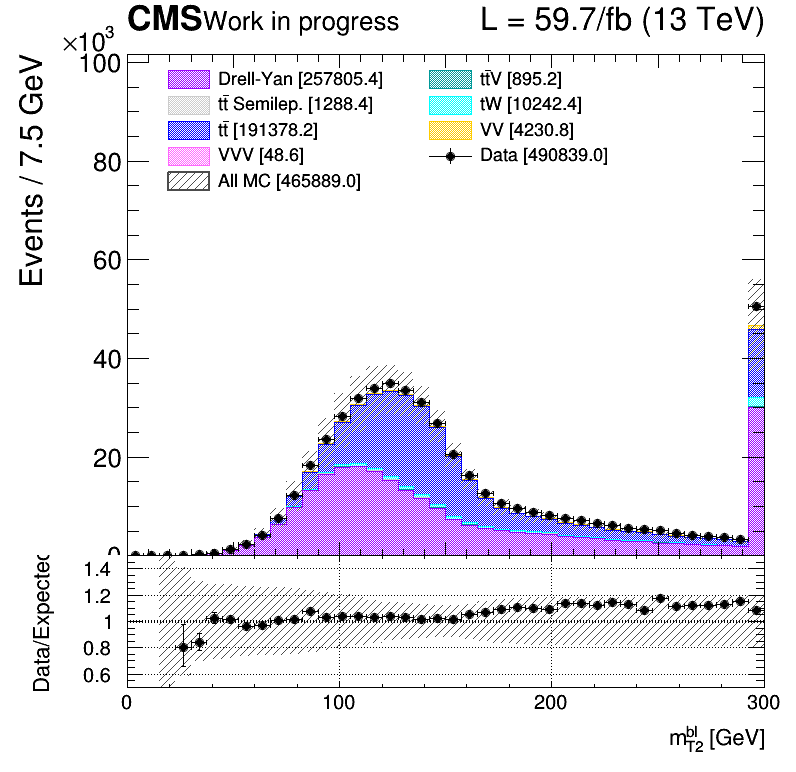 CMS Work in progress L = 59.7/fb (13 TeV)
×10³
Events / 7.5 GeV
100
80
60
40
20
0
Drell-Yan [257805.4]
tt̄ Semilep. [1288.4]
tt̄ [191378.2]
VVV [48.6]
All MC [465889.0]
tt̄V [895.2]
tW [10242.4]
VV [4230.8]
Data [490839.0]
Data/Expected
1.4
1.2
1
0.8
0.6
0 100 200 300
m_{T2}^{bl} [GeV]